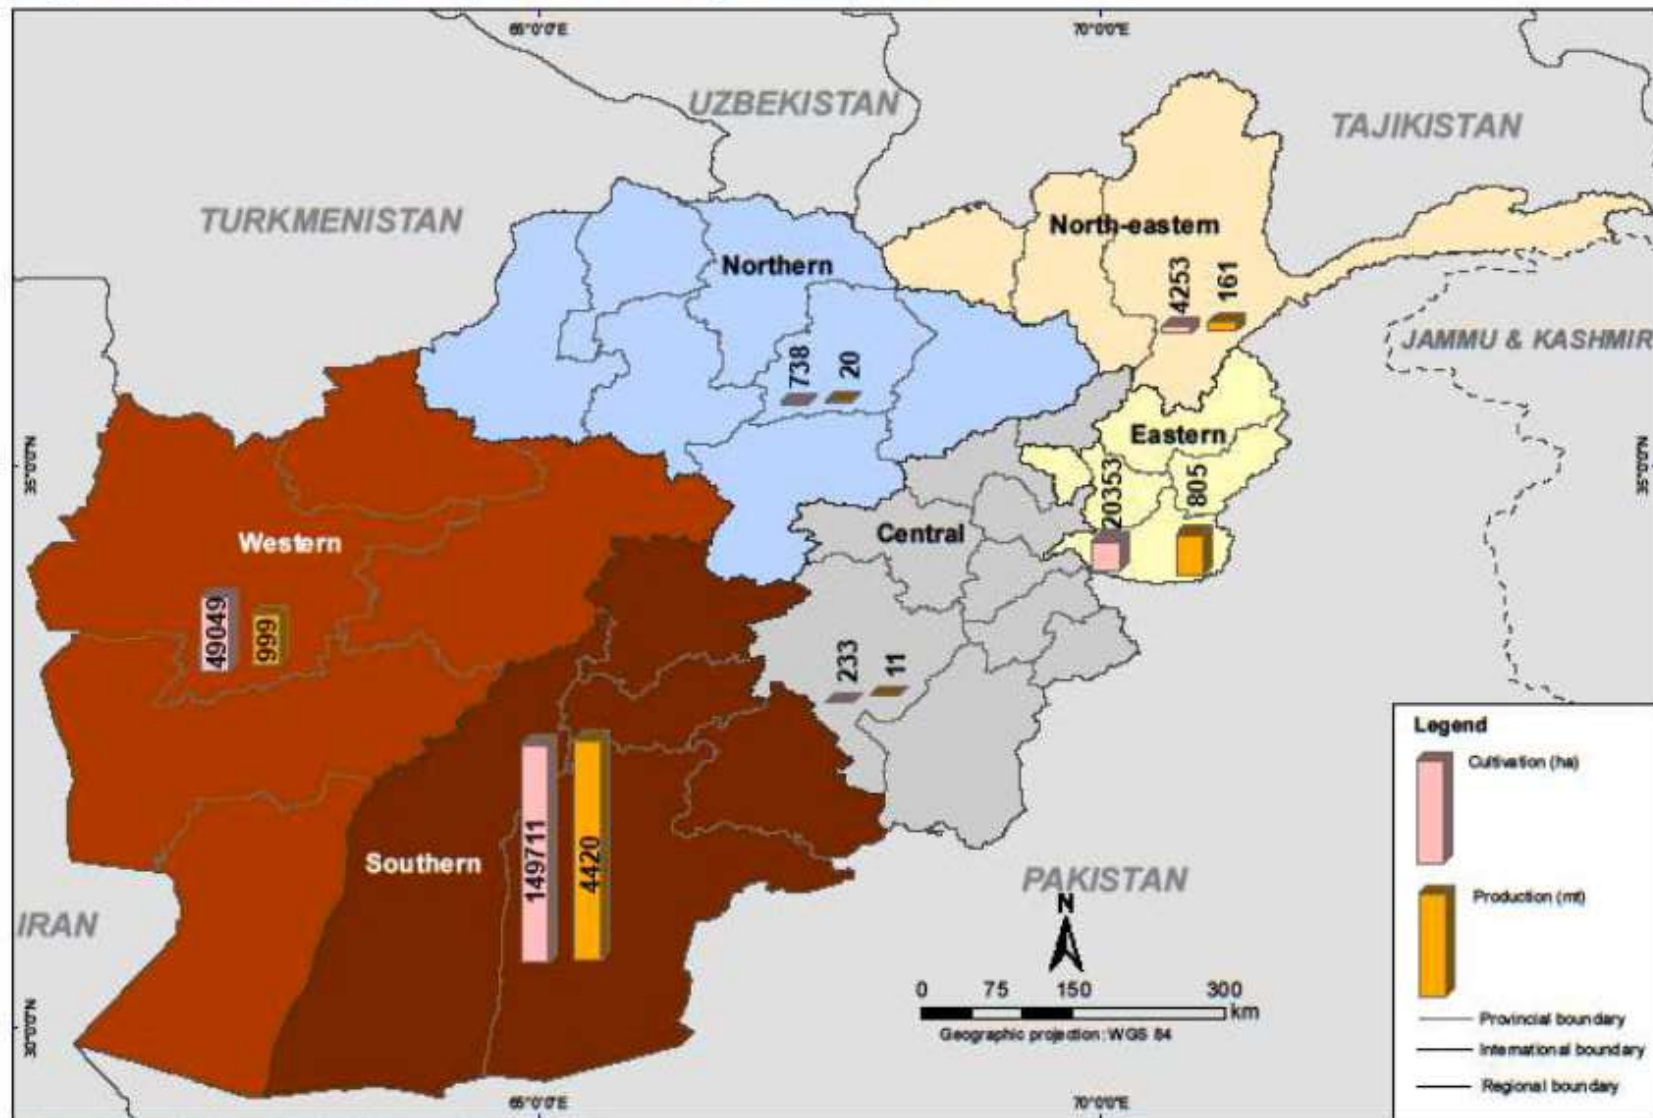 65°0'0"E
70°0'0"E
UZBEKISTAN
TAJIKISTAN
TURKMENISTAN
North-eastern
Northern
4253
161
JAMMU & KASHMIR
738
20
Eastern
35°0'0"N
35°0'0"N
20353
805
Central
Western
49049
999
233
11
Southern
149711
4420
PAKISTAN
IRAN
N
0 75 150 300
km
Geographic projection: WGS 84
Legend
Cultivation (ha)
Production (mt)
Provincial boundary
International boundary
Regional boundary
30°0'0"N
65°0'0"E
70°0'0"E